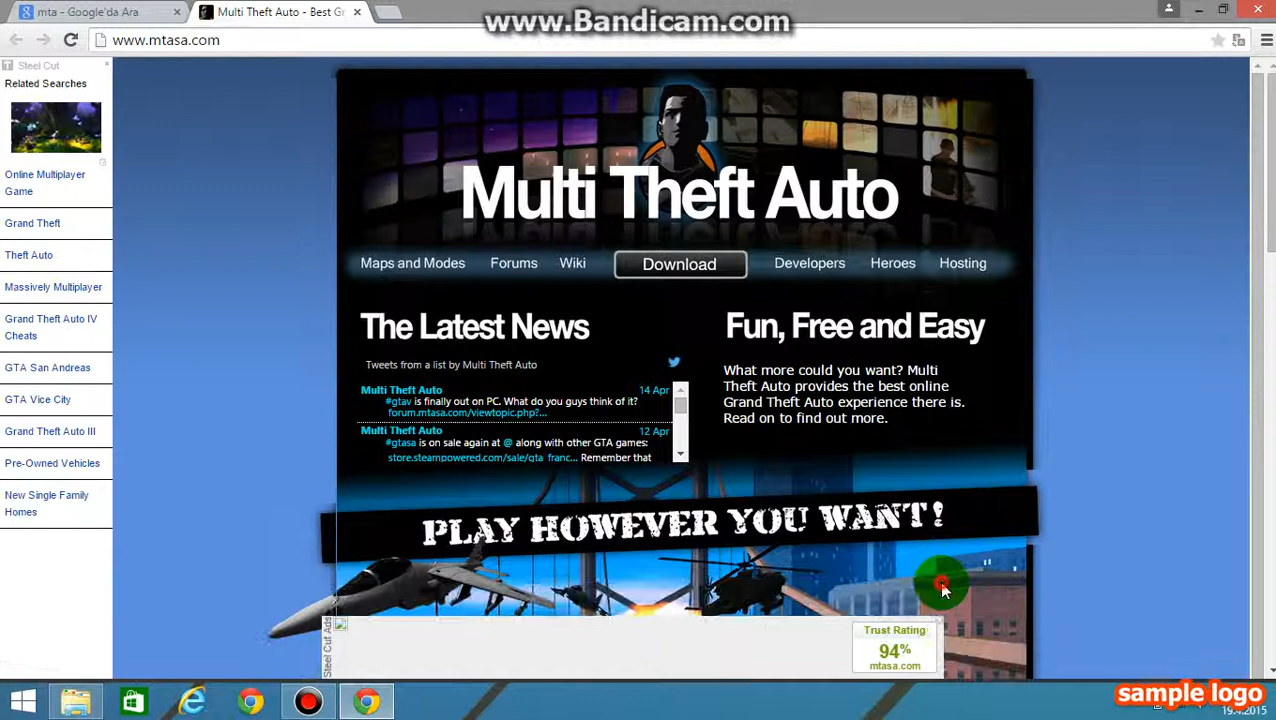 mta - Google'da Ara
Multi Theft Auto - Best Gr
www.Bandicam.com
www.mtasa.com
Steel Cut
Related Searches
Online Multiplayer
Game
Grand Theft
Theft Auto
Massively Multiplayer
Grand Theft Auto IV
Cheats
GTA San Andreas
GTA Vice City
Grand Theft Auto III
Pre-Owned Vehicles
New Single Family
Homes
Multi Theft Auto
Maps and Modes Forums Wiki Download Developers Heroes Hosting
The Latest News
Tweets from a list by Multi Theft Auto
Multi Theft Auto 14 Apr
#gtav is finally out on PC. What do you guys think of it?
forum.mtasa.com/viewtopic.php?...
Multi Theft Auto 12 Apr
#gtasa is on sale again at @ along with other GTA games:
store.steampowered.com/sale/gta_franc... Remember that
Fun, Free and Easy
What more could you want? Multi
Theft Auto provides the best online
Grand Theft Auto experience there is.
Read on to find out more.
PLAY HOWEVER YOU WANT!
Steel Cut Ads
Trust Rating
94%
mtasa.com
sample logo
19.4.2015